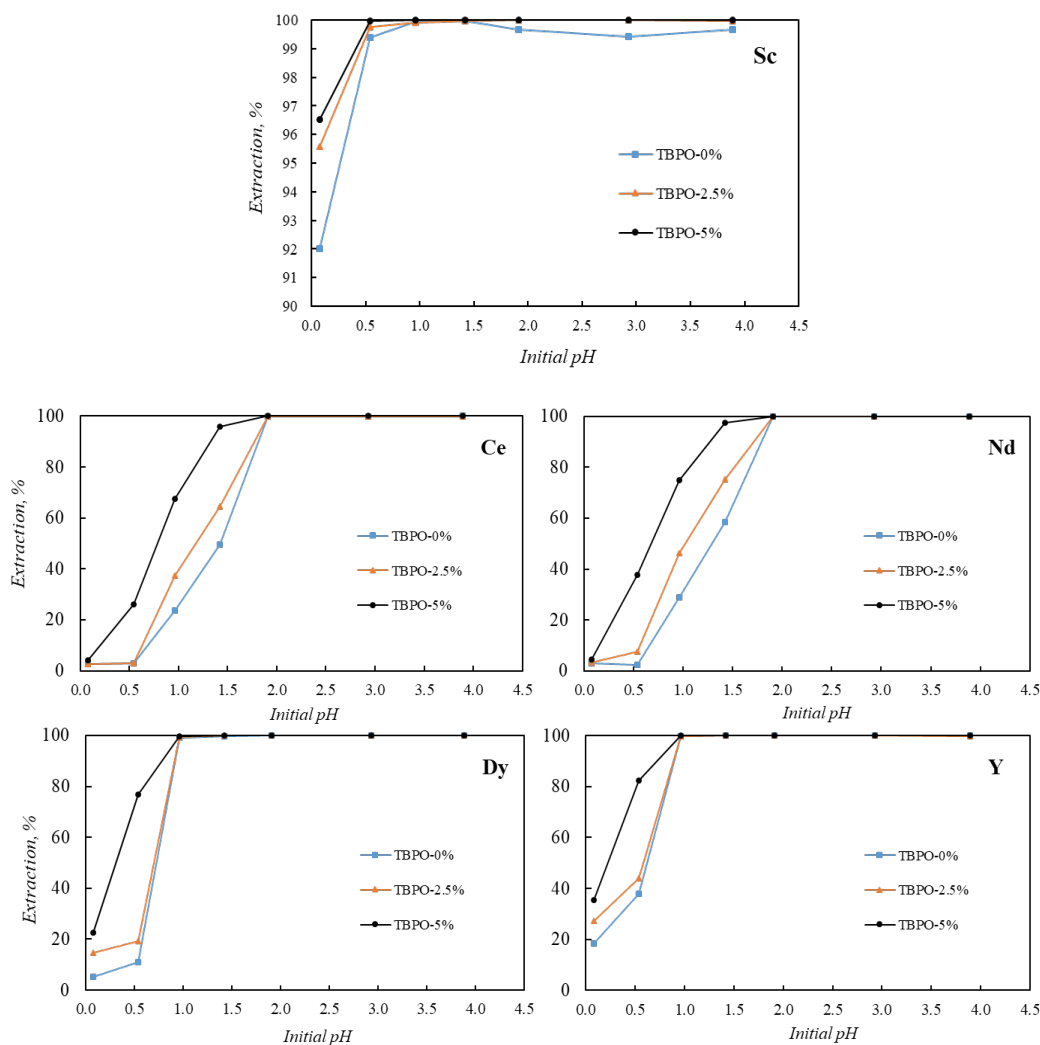 100
99
98
97
96
95
94
93
92
91
90
Extraction, %
Sc
TBPO-0%
TBPO-2.5%
TBPO-5%
0.0 0.5 1.0 1.5 2.0 2.5 3.0 3.5 4.0 4.5
Initial pH
100
80
60
40
20
0
Extraction, %
Ce
TBPO-0%
TBPO-2.5%
TBPO-5%
0.0 0.5 1.0 1.5 2.0 2.5 3.0 3.5 4.0 4.5
Initial pH
100
80
60
40
20
0
Nd
TBPO-0%
TBPO-2.5%
TBPO-5%
0.0 0.5 1.0 1.5 2.0 2.5 3.0 3.5 4.0 4.5
Initial pH
100
80
60
40
20
0
Extraction, %
Dy
TBPO-0%
TBPO-2.5%
TBPO-5%
0.0 0.5 1.0 1.5 2.0 2.5 3.0 3.5 4.0 4.5
Initial pH
100
80
60
40
20
0
Y
TBPO-0%
TBPO-2.5%
TBPO-5%
0.0 0.5 1.0 1.5 2.0 2.5 3.0 3.5 4.0 4.5
Initial pH